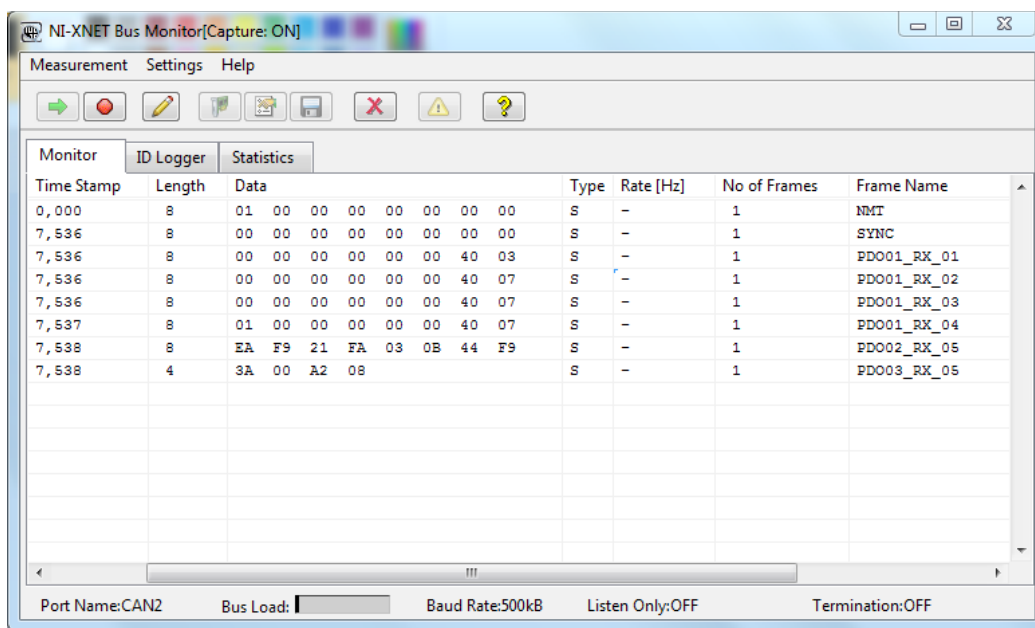 NI-XNET Bus Monitor[Capture: ON]
Measurement Settings Help
Monitor ID Logger Statistics
Time Stamp Length Data Type Rate [Hz] No of Frames Frame Name
0,000 8 01 00 00 00 00 00 00 00 S - 1 NMT
7,536 8 00 00 00 00 00 00 00 00 S - 1 SYNC
7,536 8 00 00 00 00 00 00 40 03 S - 1 PDO01_RX_01
7,536 8 00 00 00 00 00 00 40 07 S - 1 PDO01_RX_02
7,536 8 00 00 00 00 00 00 40 07 S - 1 PDO01_RX_03
7,537 8 01 00 00 00 00 00 40 07 S - 1 PDO01_RX_04
7,538 8 EA F9 21 FA 03 0B 44 F9 S - 1 PDO02_RX_05
7,538 4 3A 00 A2 08 S - 1 PDO03_RX_05
Port Name:CAN2 Bus Load: Baud Rate:500kB Listen Only:OFF Termination:OFF